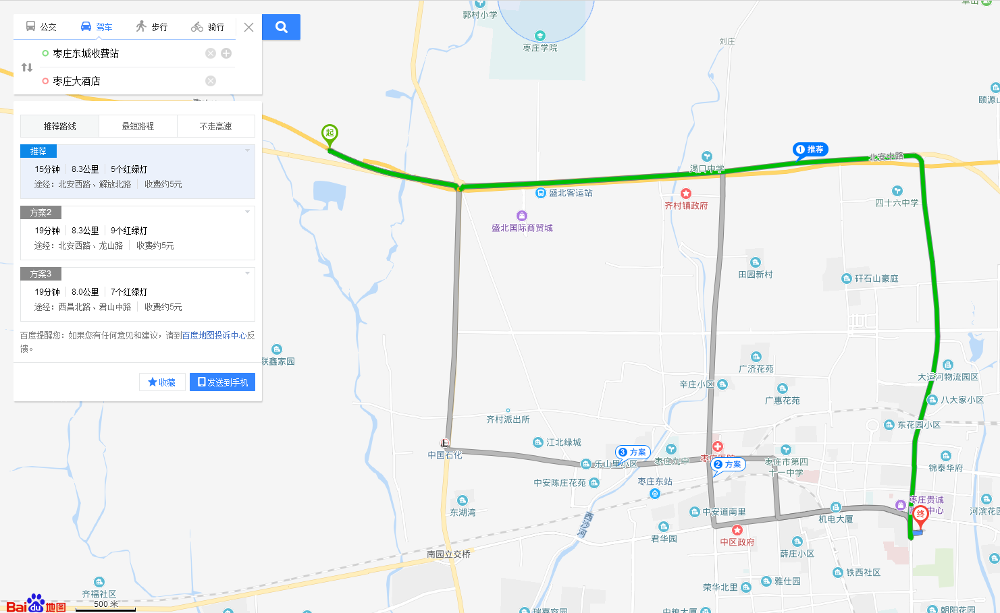 公交
驾车
步行
骑行
枣庄东城收费站
枣庄大酒店
推荐路线
最短路程
不走高速
推荐
15分钟 8.3公里 5个红绿灯
途经：北安西路、解放北路 收费约5元
方案2
19分钟 8.3公里 9个红绿灯
途经：北安西路、龙山路 收费约5元
方案3
19分钟 8.0公里 7个红绿灯
途经：西昌北路、君山中路 收费约5元
百度提醒您：如果您有任何意见和建议，请到百度地图投诉中心反
馈。
收藏
发送到手机
郭村小学
枣庄学院
刘庄
起
1 推荐
北安东路
渴口中学
盛北客运站
齐村镇政府
四十六中学
盛北国际商贸城
田园新村
矸石山豪庭
联鑫家园
广济花苑
大运河物流园区
辛庄小区
广惠花苑
八大家小区
齐村派出所
东花园小区
江北绿城
中国石化
3 方案
乐山里小区
枣庄九中
2 方案
枣庄市第四
十一中学
锦泰华府
中安陈庄花苑
枣庄东站
枣庄贵诚
终
东湖湾
中安道南里
机电大厦
西沙河
君华园
中区政府
薛庄小区
南园立交桥
铁西社区
雅仕园
荣华北里
齐福社区
500 米
Bai du 地图
瑞嘉容园
中粮大厦
朝阳花园